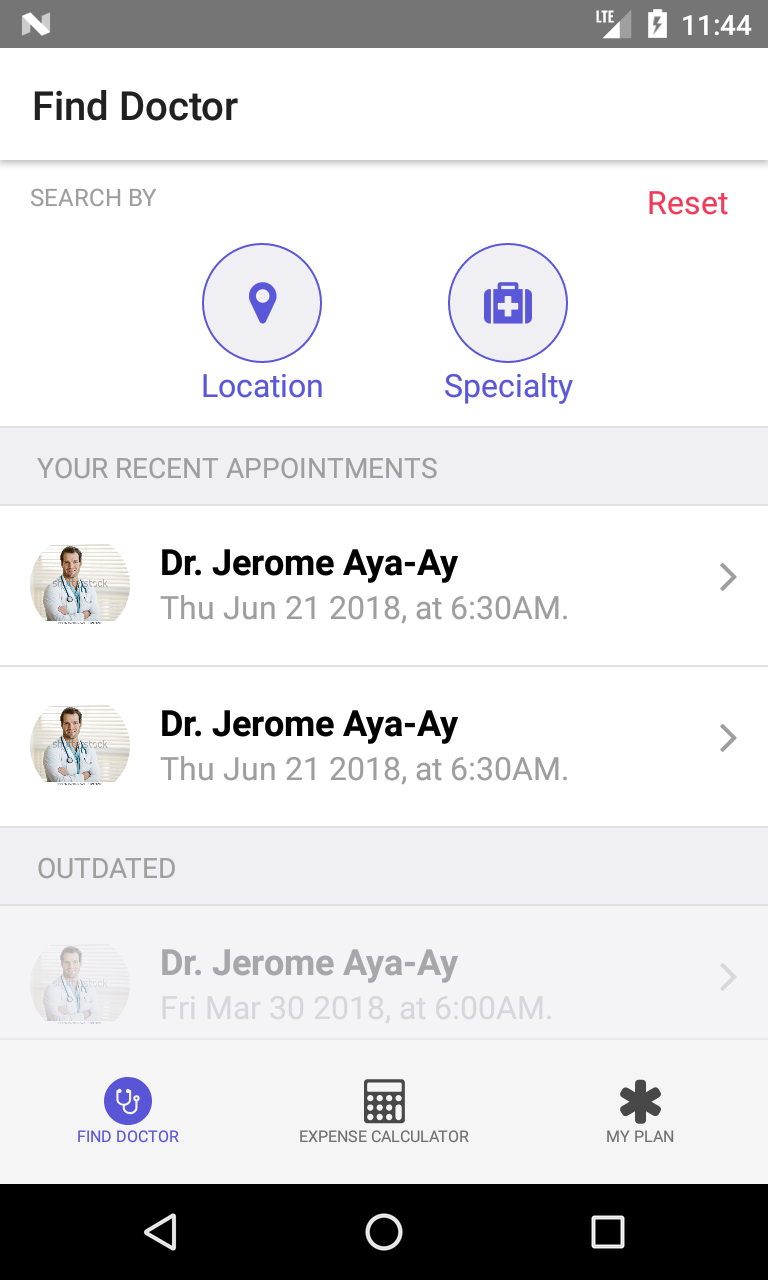 LTE 11:44
Find Doctor
SEARCH BY
Reset
Location
Specialty
YOUR RECENT APPOINTMENTS
Dr. Jerome Aya-Ay
Thu Jun 21 2018, at 6:30AM.
Dr. Jerome Aya-Ay
Thu Jun 21 2018, at 6:30AM.
OUTDATED
Dr. Jerome Aya-Ay
Fri Mar 30 2018, at 6:00AM.
FIND DOCTOR
EXPENSE CALCULATOR
MY PLAN